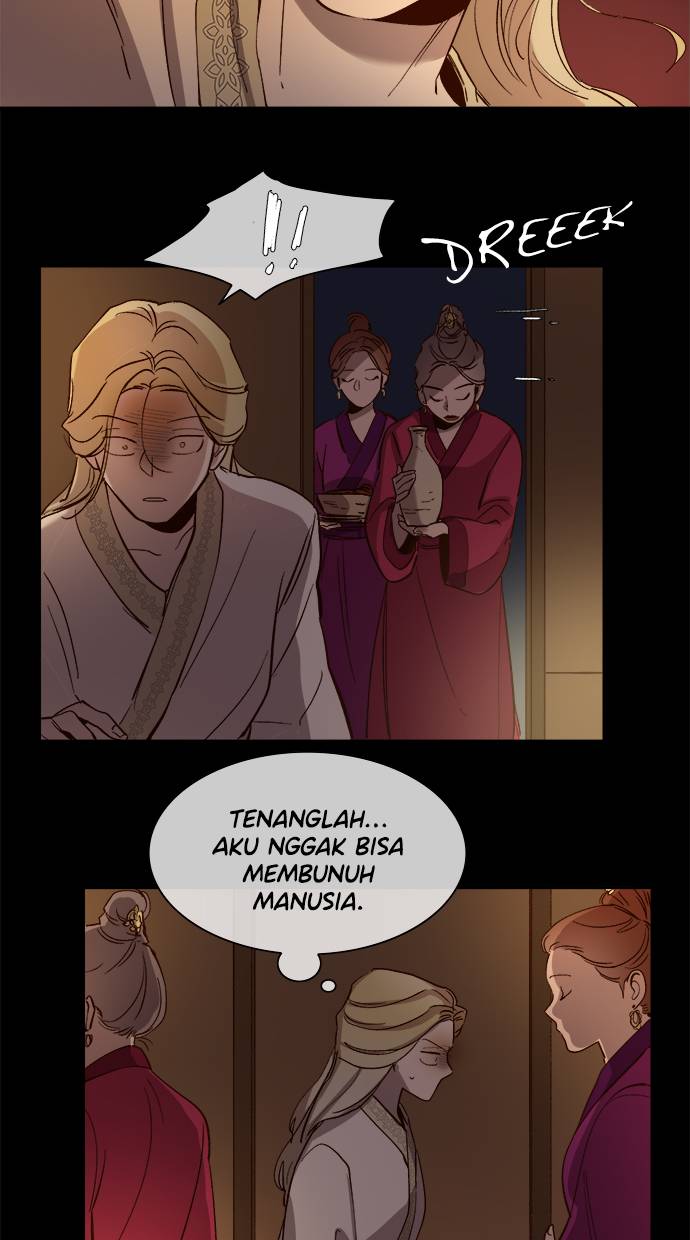 !!
DREEEK
TENANGLAH...
AKU NGGAK BISA
MEMBUNUH
MANUSIA.